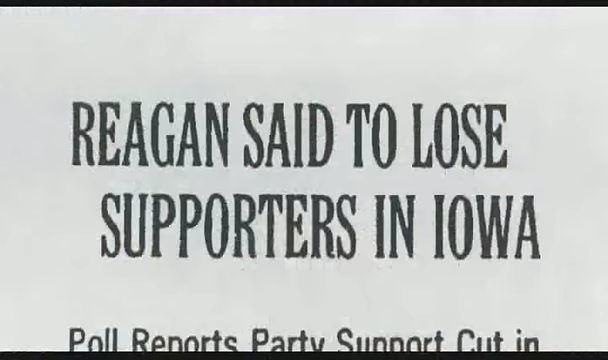 REAGAN SAID TO LOSE
SUPPORTERS IN IOWA
Poll Reports Party Support Cut in